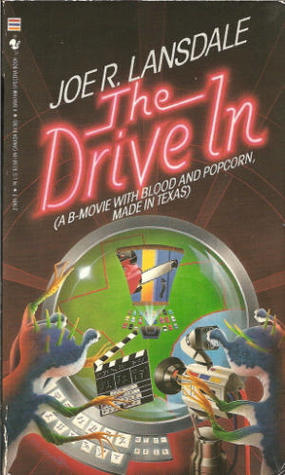 JOE R. LANSDALE
The
Drive In
(A B-MOVIE WITH BLOOD AND POPCORN,
MADE IN TEXAS)